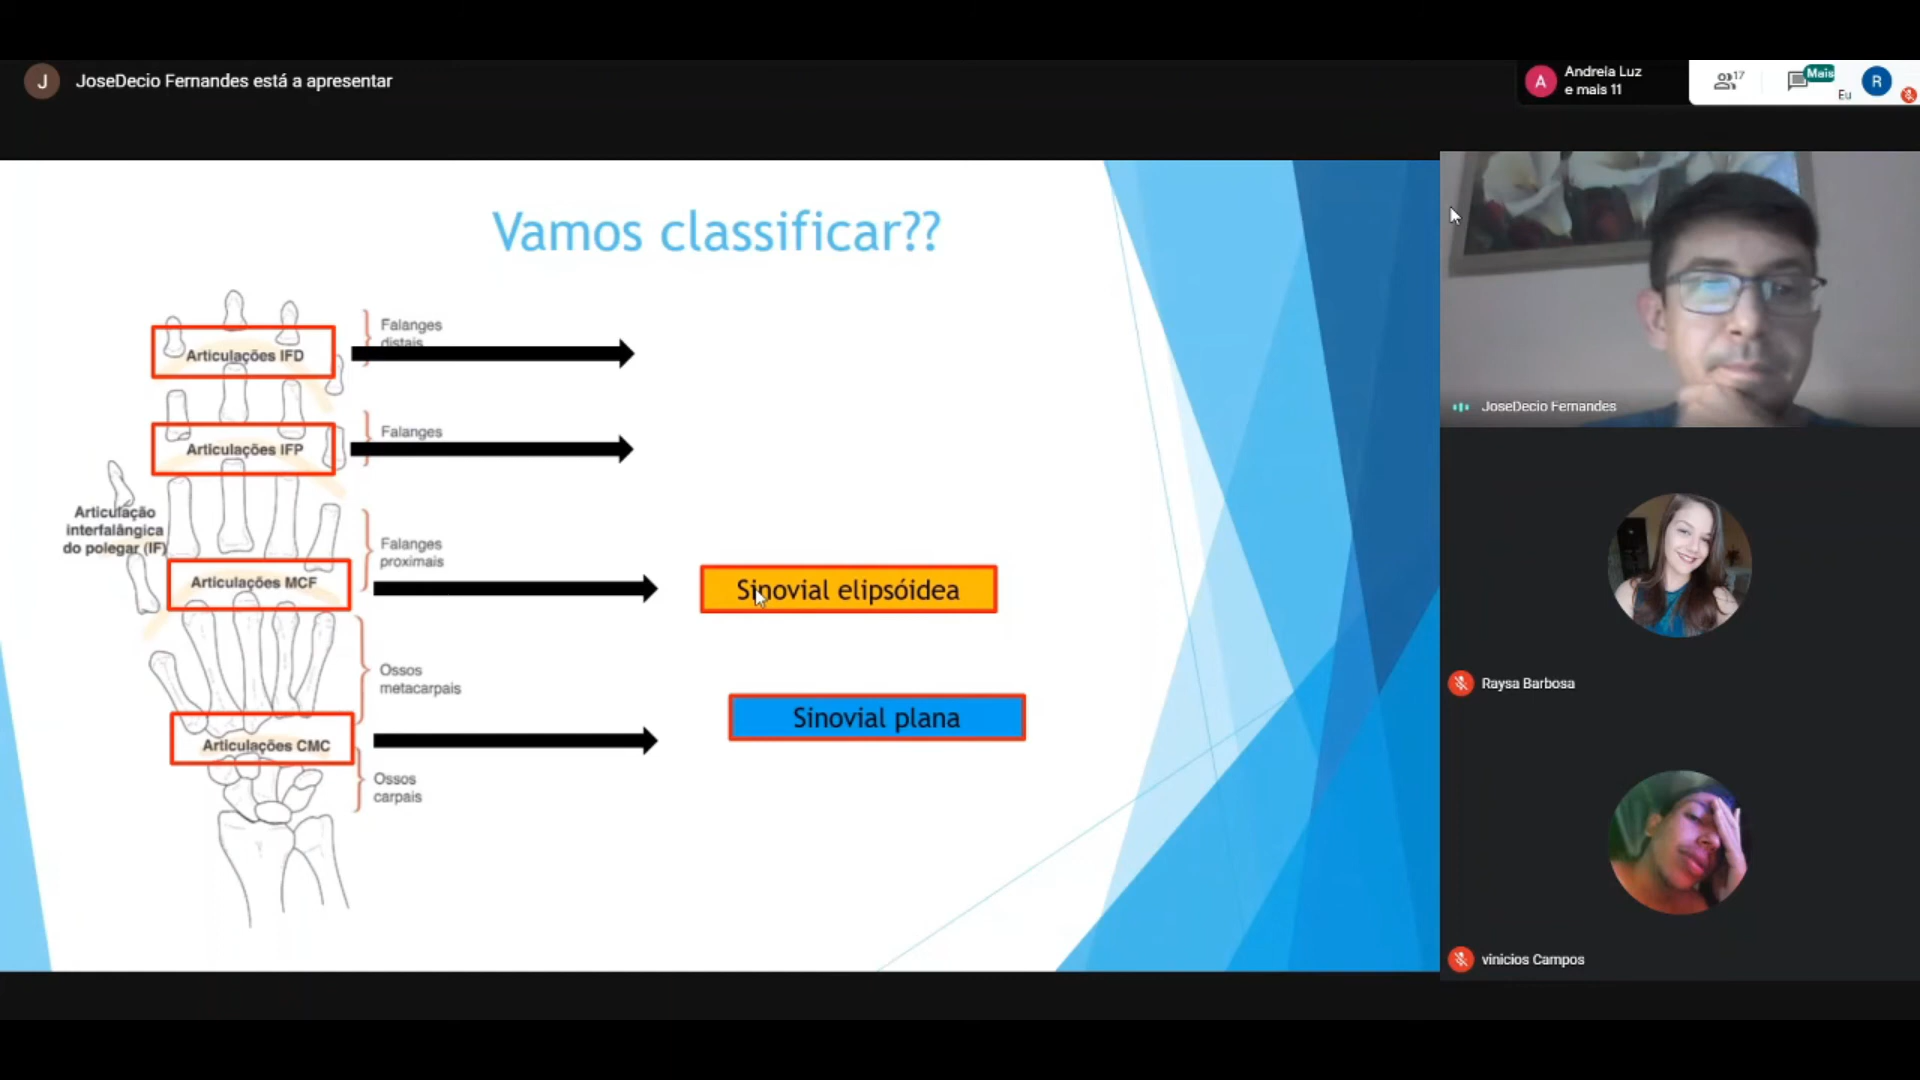 J
JoseDecio Fernandes está a apresentar
A
Andreia Luz
e mais 11
17
Mais
Eu
R
Vamos classificar??
Articulações IFD
Falanges
distais
Articulações IFP
Falanges
Articulação
interfalângica
do polegar (IF)
Falanges
proximais
Articulações MCF
Sinovial elipsóidea
Ossos
metacarpais
Articulações CMC
Sinovial plana
Ossos
carpais
JoseDecio Fernandes
Raysa Barbosa
vinicios Campos